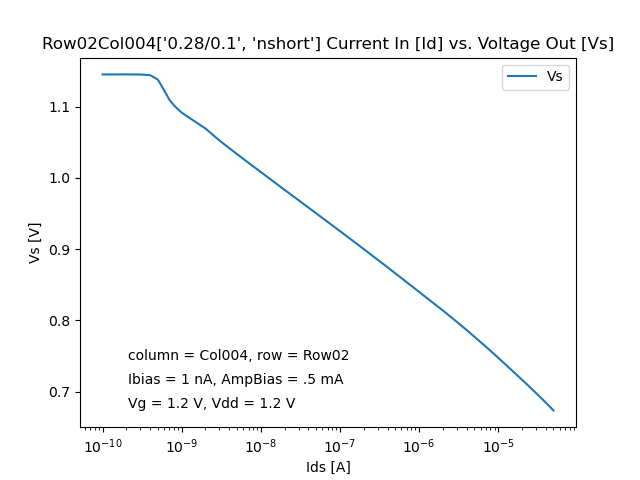 Row02Col004['0.28/0.1', 'nshort'] Current In [Id] vs. Voltage Out [Vs]
Vs
1.1
1.0
0.9
0.8
0.7
Vs [V]
column = Col004, row = Row02
Ibias = 1 nA, AmpBias = .5 mA
Vg = 1.2 V, Vdd = 1.2 V
10⁻¹⁰ 10⁻⁹ 10⁻⁸ 10⁻⁷ 10⁻⁶ 10⁻⁵
Ids [A]